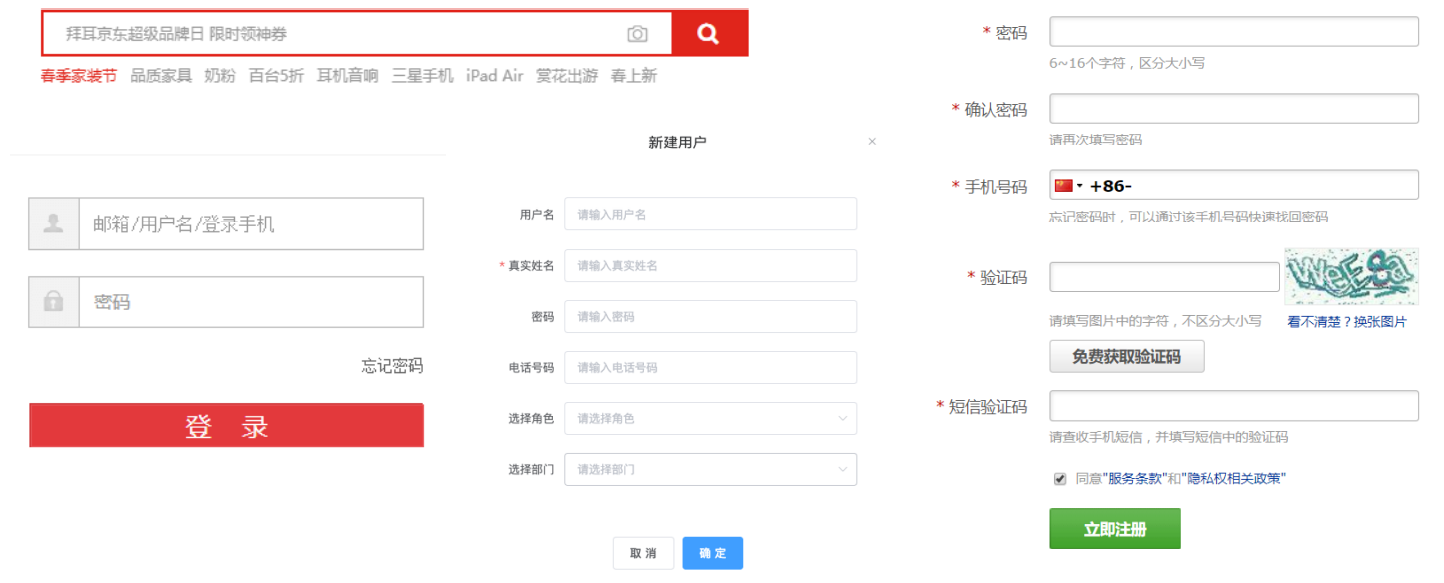 拜耳京东超级品牌日 限时领神券
春季家装节 品质家具 奶粉 百台5折 耳机音响 三星手机 iPad Air 赏花出游 春上新
邮箱/用户名/登录手机
密码
忘记密码
登 录
新建用户 ×
用户名 请输入用户名
* 真实姓名 请输入真实姓名
密码 请输入密码
电话号码 请输入电话号码
选择角色 请选择角色
选择部门 请选择部门
取 消 确 定
* 密码
6~16个字符，区分大小写
* 确认密码
请再次填写密码
* 手机号码 +86-
忘记密码时，可以通过该手机号码快速找回密码
* 验证码 WeESa
请填写图片中的字符，不区分大小写 看不清楚？换张图片
免费获取验证码
* 短信验证码
请查收手机短信，并填写短信中的验证码
同意"服务条款"和"隐私权相关政策"
立即注册